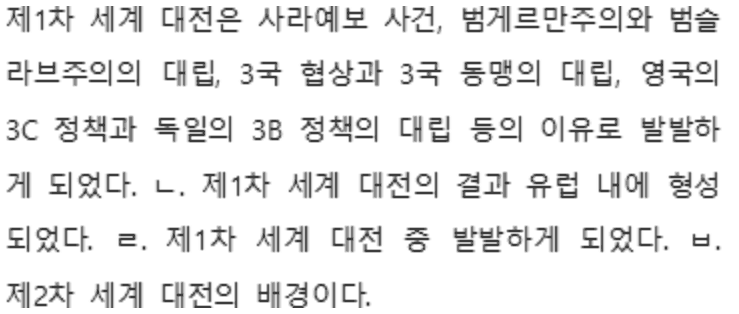 제1차 세계 대전은 사라예보 사건, 범게르만주의와 범슬
라브주의의 대립, 3국 협상과 3국 동맹의 대립, 영국의
3C 정책과 독일의 3B 정책의 대립 등의 이유로 발발하
게 되었다. ㄴ. 제1차 세계 대전의 결과 유럽 내에 형성
되었다. ㄹ. 제1차 세계 대전 중 발발하게 되었다. ㅂ.
제2차 세계 대전의 배경이다.